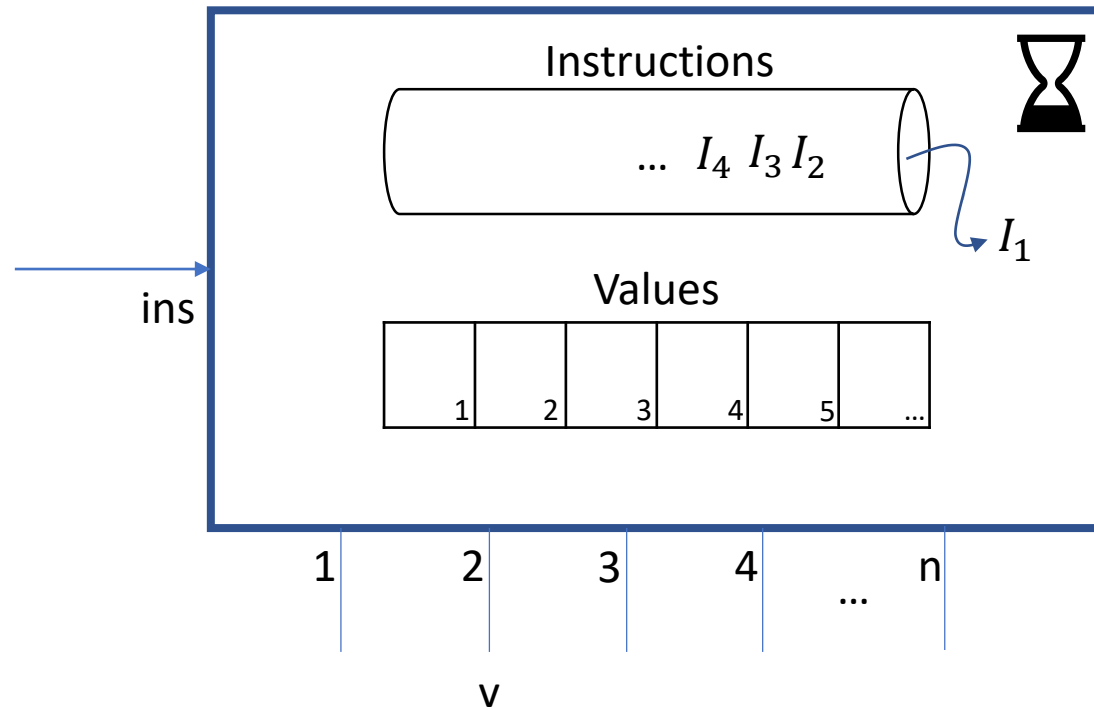 Instructions
... I₄ I₃ I₂
I₁
ins
Values
1 2 3 4 5 ...
1 2 3 4 ... n
v